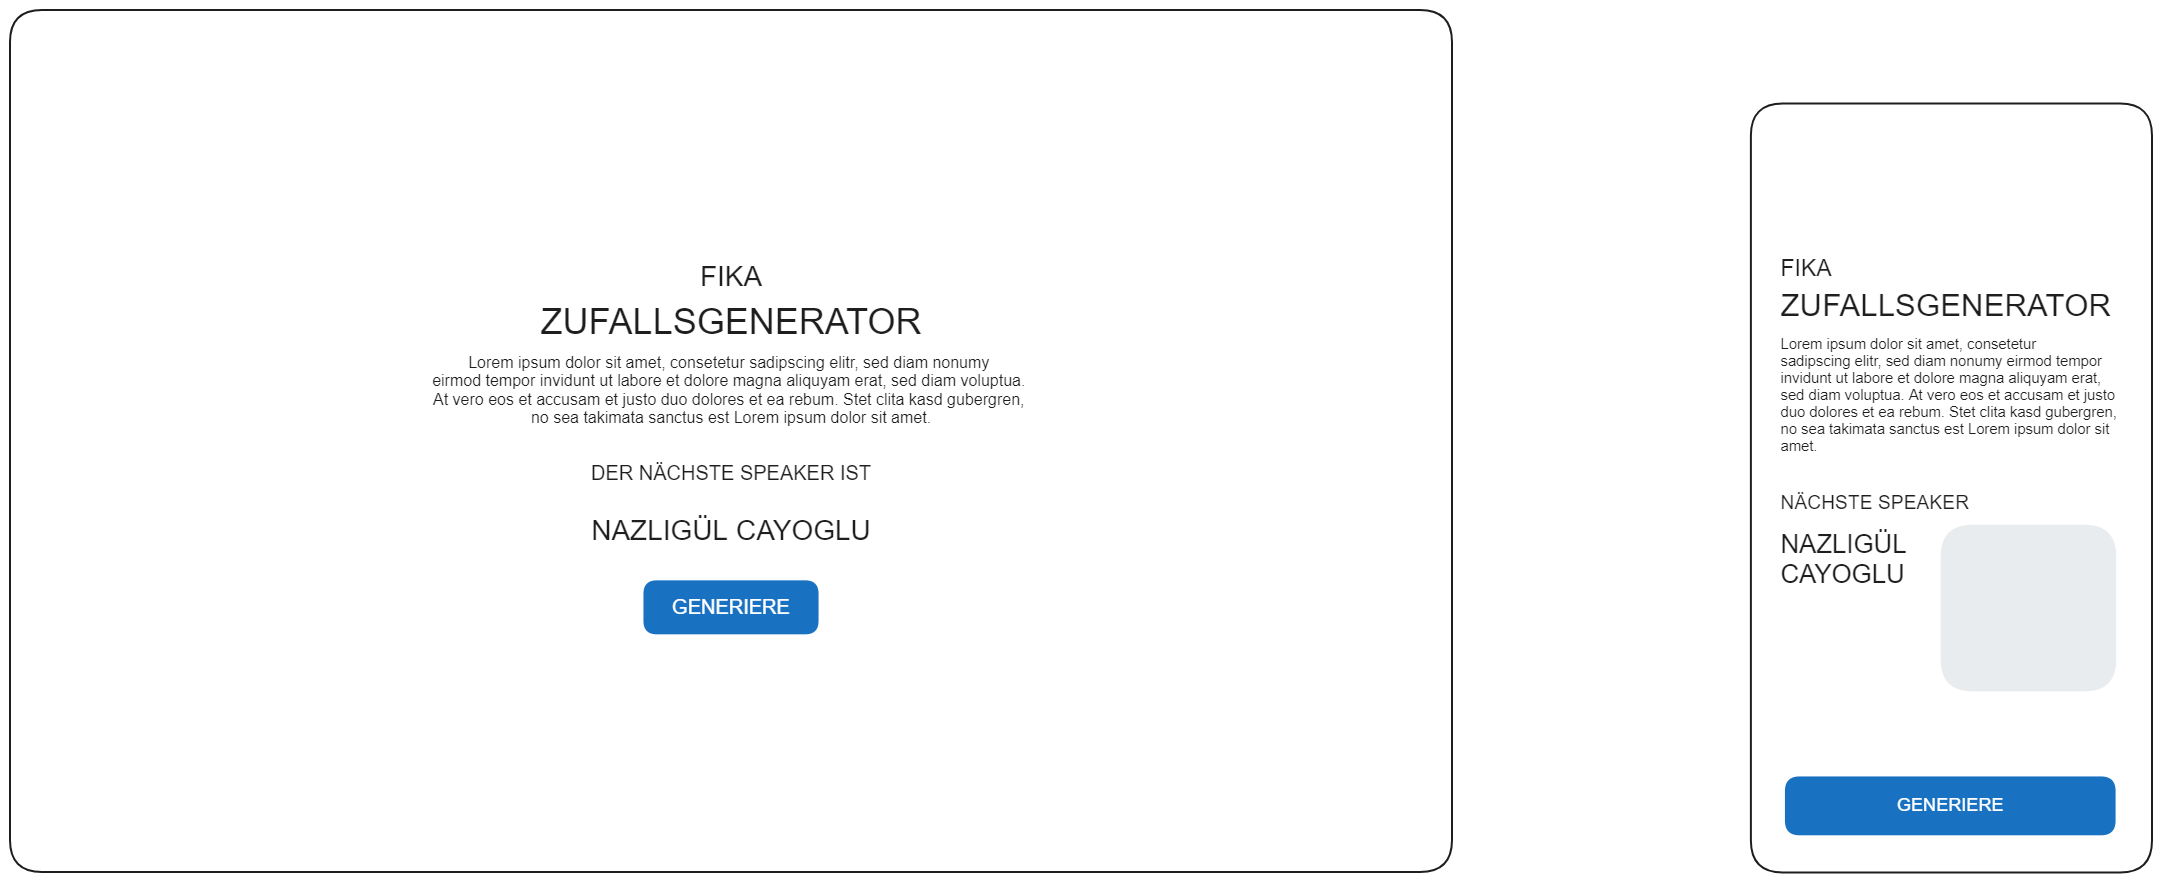 FIKA
ZUFALLSGENERATOR
Lorem ipsum dolor sit amet, consetetur sadipscing elitr, sed diam nonumy
eirmod tempor invidunt ut labore et dolore magna aliquyam erat, sed diam voluptua.
At vero eos et accusam et justo duo dolores et ea rebum. Stet clita kasd gubergren,
no sea takimata sanctus est Lorem ipsum dolor sit amet.
DER NÄCHSTE SPEAKER IST
NAZLIGÜL CAYOGLU
GENERIERE
FIKA
ZUFALLSGENERATOR
Lorem ipsum dolor sit amet, consetetur
sadipscing elitr, sed diam nonumy eirmod tempor
invidunt ut labore et dolore magna aliquyam erat,
sed diam voluptua. At vero eos et accusam et justo
duo dolores et ea rebum. Stet clita kasd gubergren,
no sea takimata sanctus est Lorem ipsum dolor sit
amet.
NÄCHSTE SPEAKER
NAZLIGÜL
CAYOGLU
GENERIERE